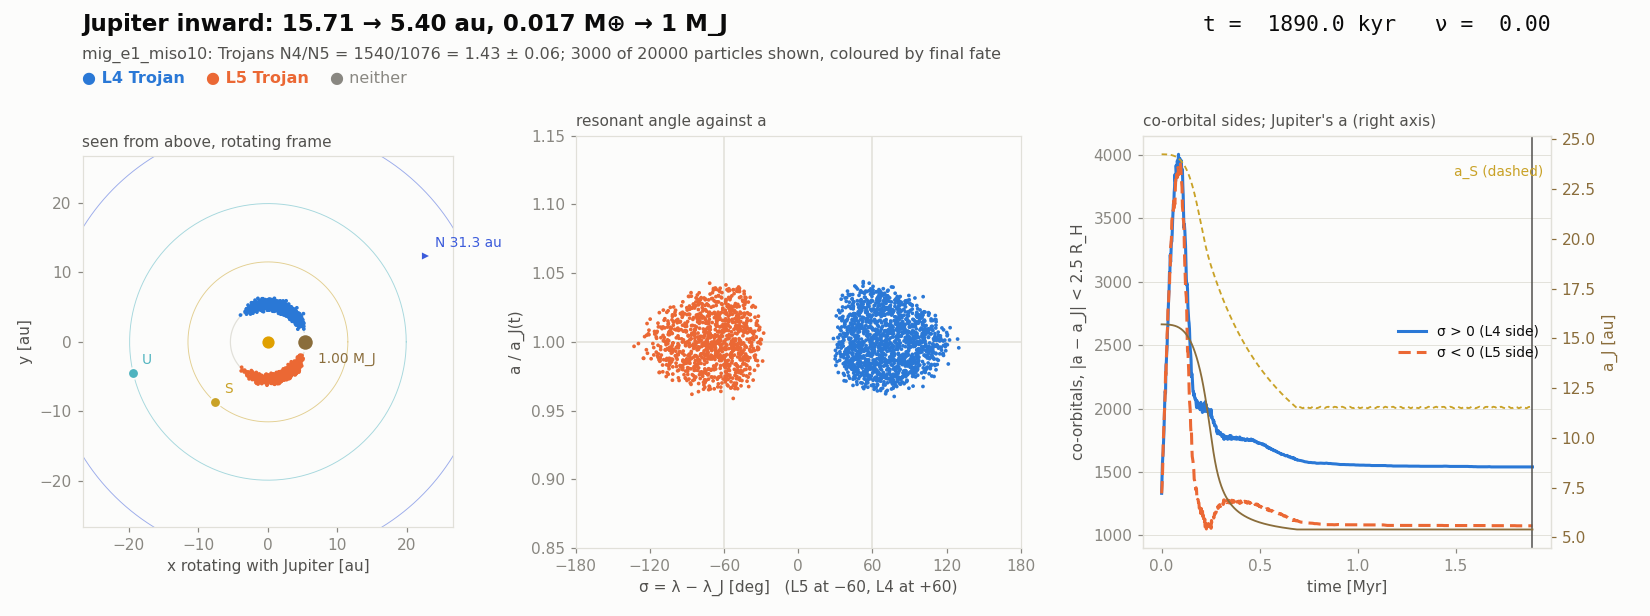 Jupiter inward: 15.71 → 5.40 au, 0.017 M⊕ → 1 M_J
t =  1890.0 kyr   ν =  0.00
mig_e1_miso10: Trojans N4/N5 = 1540/1076 = 1.43 ± 0.06; 3000 of 20000 particles shown, coloured by final fate
L4 Trojan   L5 Trojan   neither
seen from above, rotating frame
20
10
0
−10
−20
y [au]
N 31.3 au
U
S
1.00 M_J
−20 −10 0 10 20
x rotating with Jupiter [au]
resonant angle against a
1.15
1.10
1.05
1.00
0.95
0.90
0.85
a / a_J(t)
−180 −120 −60 0 60 120 180
σ = λ − λ_J [deg]   (L5 at −60, L4 at +60)
co-orbital sides; Jupiter's a (right axis)
4000
3500
3000
2500
2000
1500
1000
co-orbitals, |a − a_J| < 2.5 R_H
a_S (dashed)
σ > 0 (L4 side)
σ < 0 (L5 side)
25.0
22.5
20.0
17.5
15.0
12.5
10.0
7.5
5.0
a_J [au]
0.0 0.5 1.0 1.5
time [Myr]